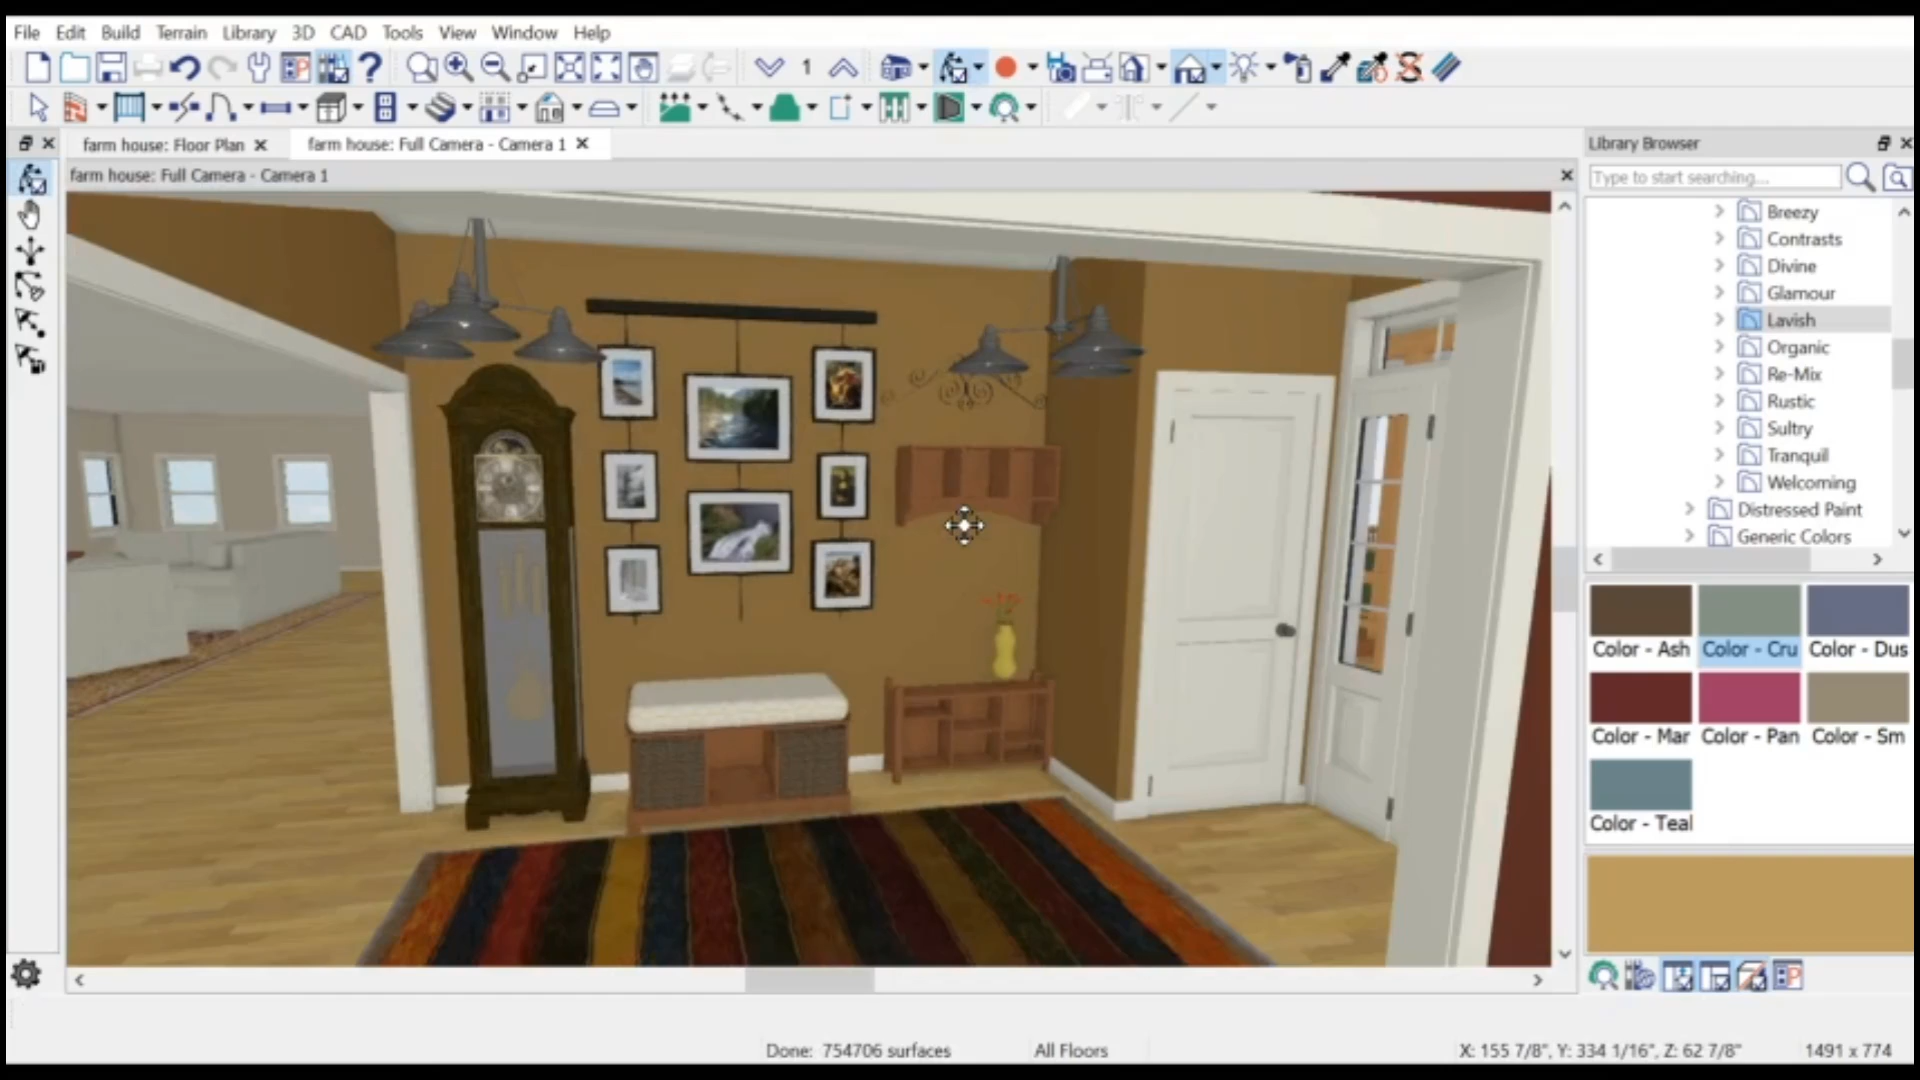 File Edit Build Terrain Library 3D CAD Tools View Window Help
1
farm house: Floor Plan
farm house: Full Camera - Camera 1
Library Browser
farm house: Full Camera - Camera 1
Type to start searching...
Breezy
Contrasts
Divine
Glamour
Lavish
Organic
Re-Mix
Rustic
Sultry
Tranquil
Welcoming
Distressed Paint
Generic Colors
Color - Ash Color - Cru Color - Dus
Color - Mar Color - Pan Color - Sm
Color - Teal
Done: 754706 surfaces
All Floors
X: 155 7/8", Y: 334 1/16", Z: 62 7/8"
1491 x 774